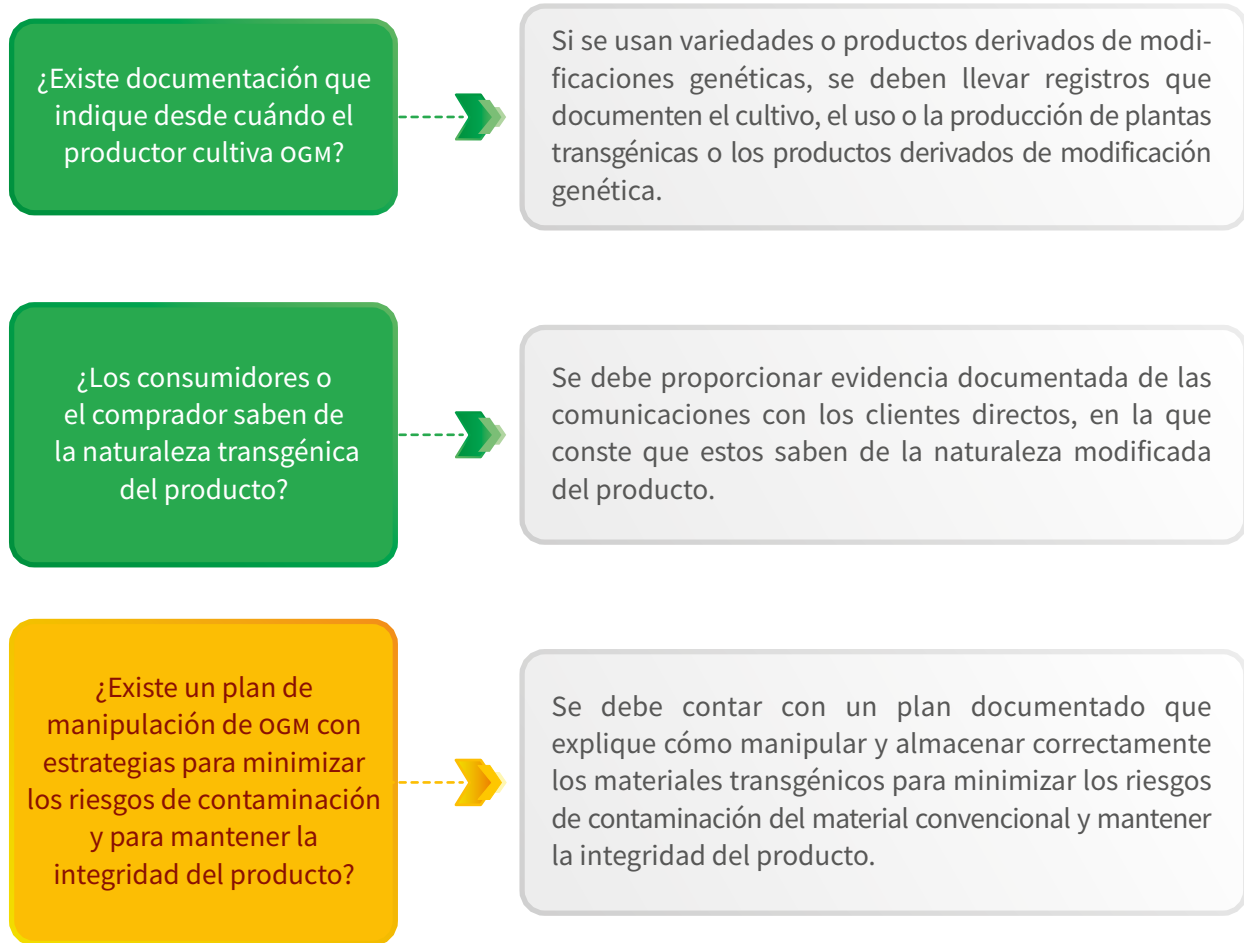 ¿Existe documentación que
indique desde cuándo el
productor cultiva OGM?
Si se usan variedades o productos derivados de modi-
ficaciones genéticas, se deben llevar registros que
documenten el cultivo, el uso o la producción de plantas
transgénicas o los productos derivados de modificación
genética.
¿Los consumidores o
el comprador saben de
la naturaleza transgénica
del producto?
Se debe proporcionar evidencia documentada de las
comunicaciones con los clientes directos, en la que
conste que estos saben de la naturaleza modificada
del producto.
¿Existe un plan de
manipulación de OGM con
estrategias para minimizar
los riesgos de contaminación
y para mantener la
integridad del producto?
Se debe contar con un plan documentado que
explique cómo manipular y almacenar correctamente
los materiales transgénicos para minimizar los riesgos
de contaminación del material convencional y mantener
la integridad del producto.